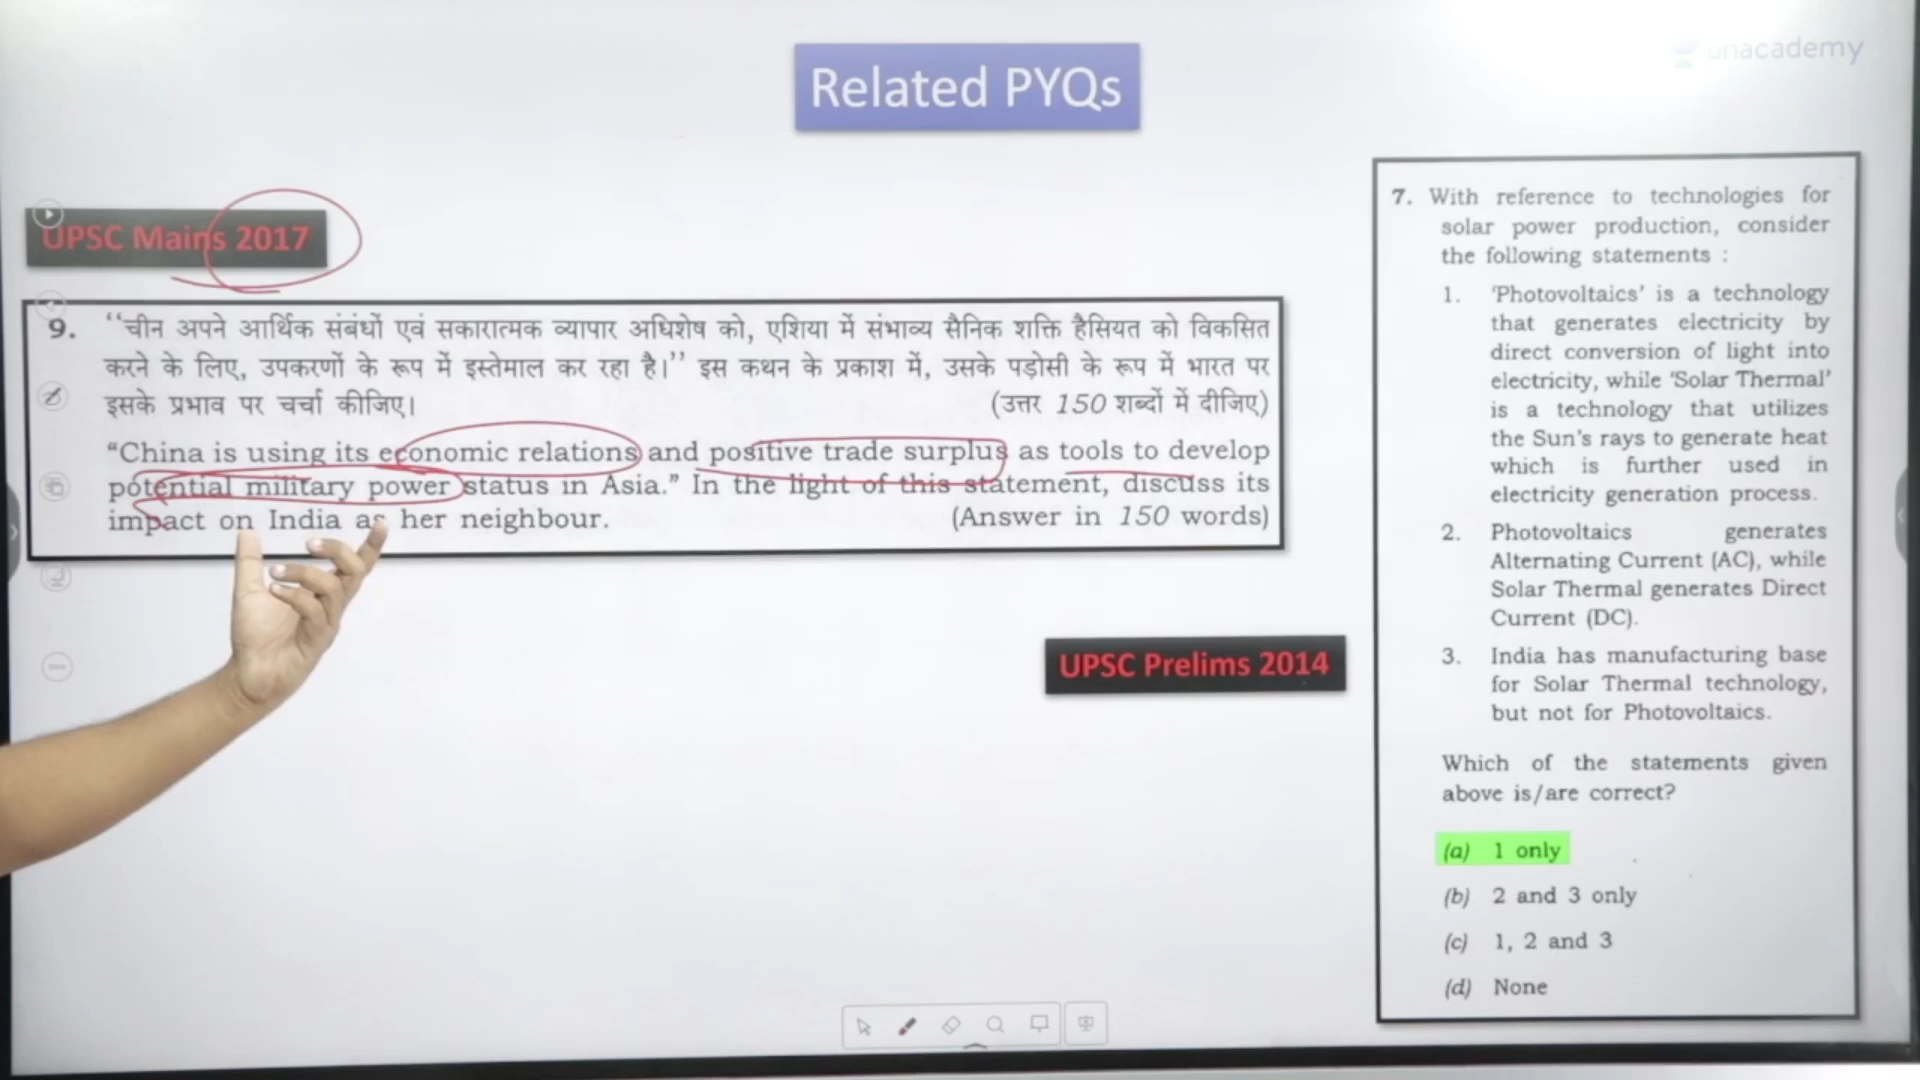 unacademy
Related PYQs
UPSC Mains 2017
9. ‘‘चीन अपने आर्थिक संबंधों एवं सकारात्मक व्यापार अधिशेष को, एशिया में संभाव्य सैनिक शक्ति हैसियत को विकसित
करने के लिए, उपकरणों के रूप में इस्तेमाल कर रहा है।’’ इस कथन के प्रकाश में, उसके पड़ोसी के रूप में भारत पर
इसके प्रभाव पर चर्चा कीजिए। (उत्तर 150 शब्दों में दीजिए)
“China is using its economic relations and positive trade surplus as tools to develop
potential military power status in Asia.” In the light of this statement, discuss its
impact on India as her neighbour. (Answer in 150 words)
UPSC Prelims 2014
7. With reference to technologies for
solar power production, consider
the following statements :
1. ‘Photovoltaics’ is a technology
that generates electricity by
direct conversion of light into
electricity, while ‘Solar Thermal’
is a technology that utilizes
the Sun’s rays to generate heat
which is further used in
electricity generation process.
2. Photovoltaics generates
Alternating Current (AC), while
Solar Thermal generates Direct
Current (DC).
3. India has manufacturing base
for Solar Thermal technology,
but not for Photovoltaics.
Which of the statements given
above is/are correct?
(a) 1 only
(b) 2 and 3 only
(c) 1, 2 and 3
(d) None